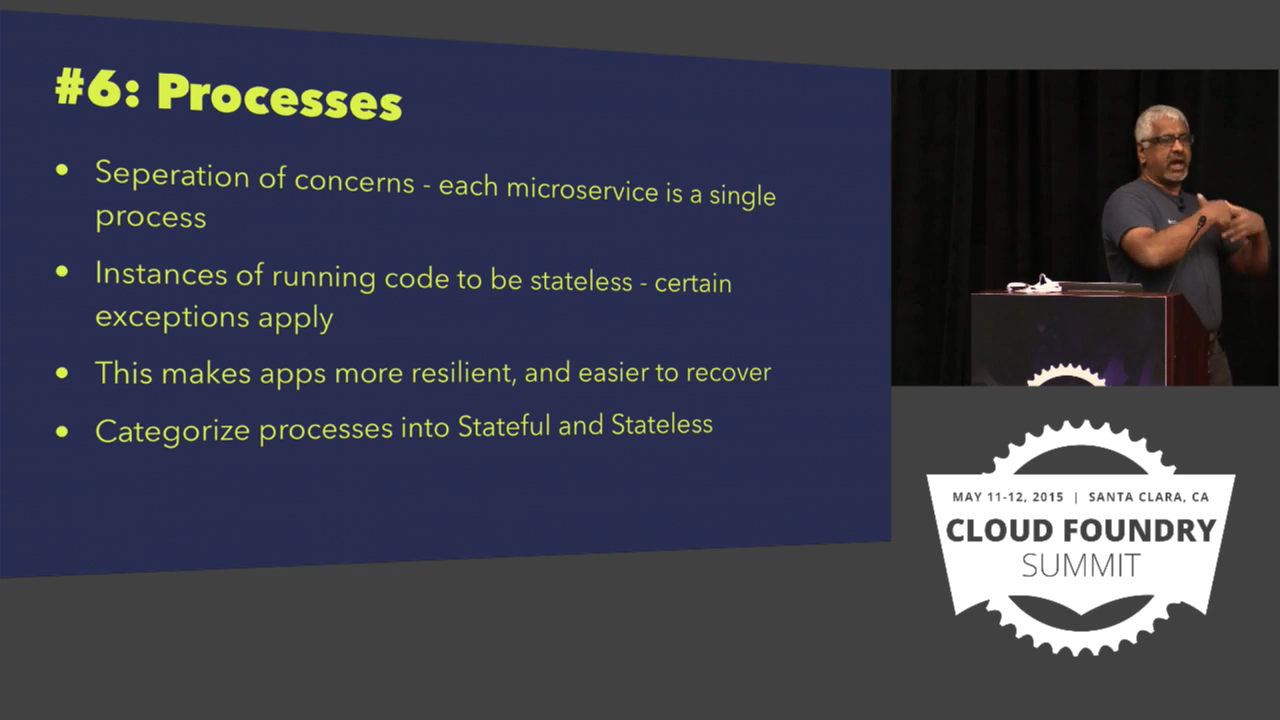 #6: Processes
• Seperation of concerns - each microservice is a single
process
• Instances of running code to be stateless - certain
exceptions apply
• This makes apps more resilient, and easier to recover
• Categorize processes into Stateful and Stateless
MAY 11-12, 2015 | SANTA CLARA, CA
CLOUD FOUNDRY
SUMMIT